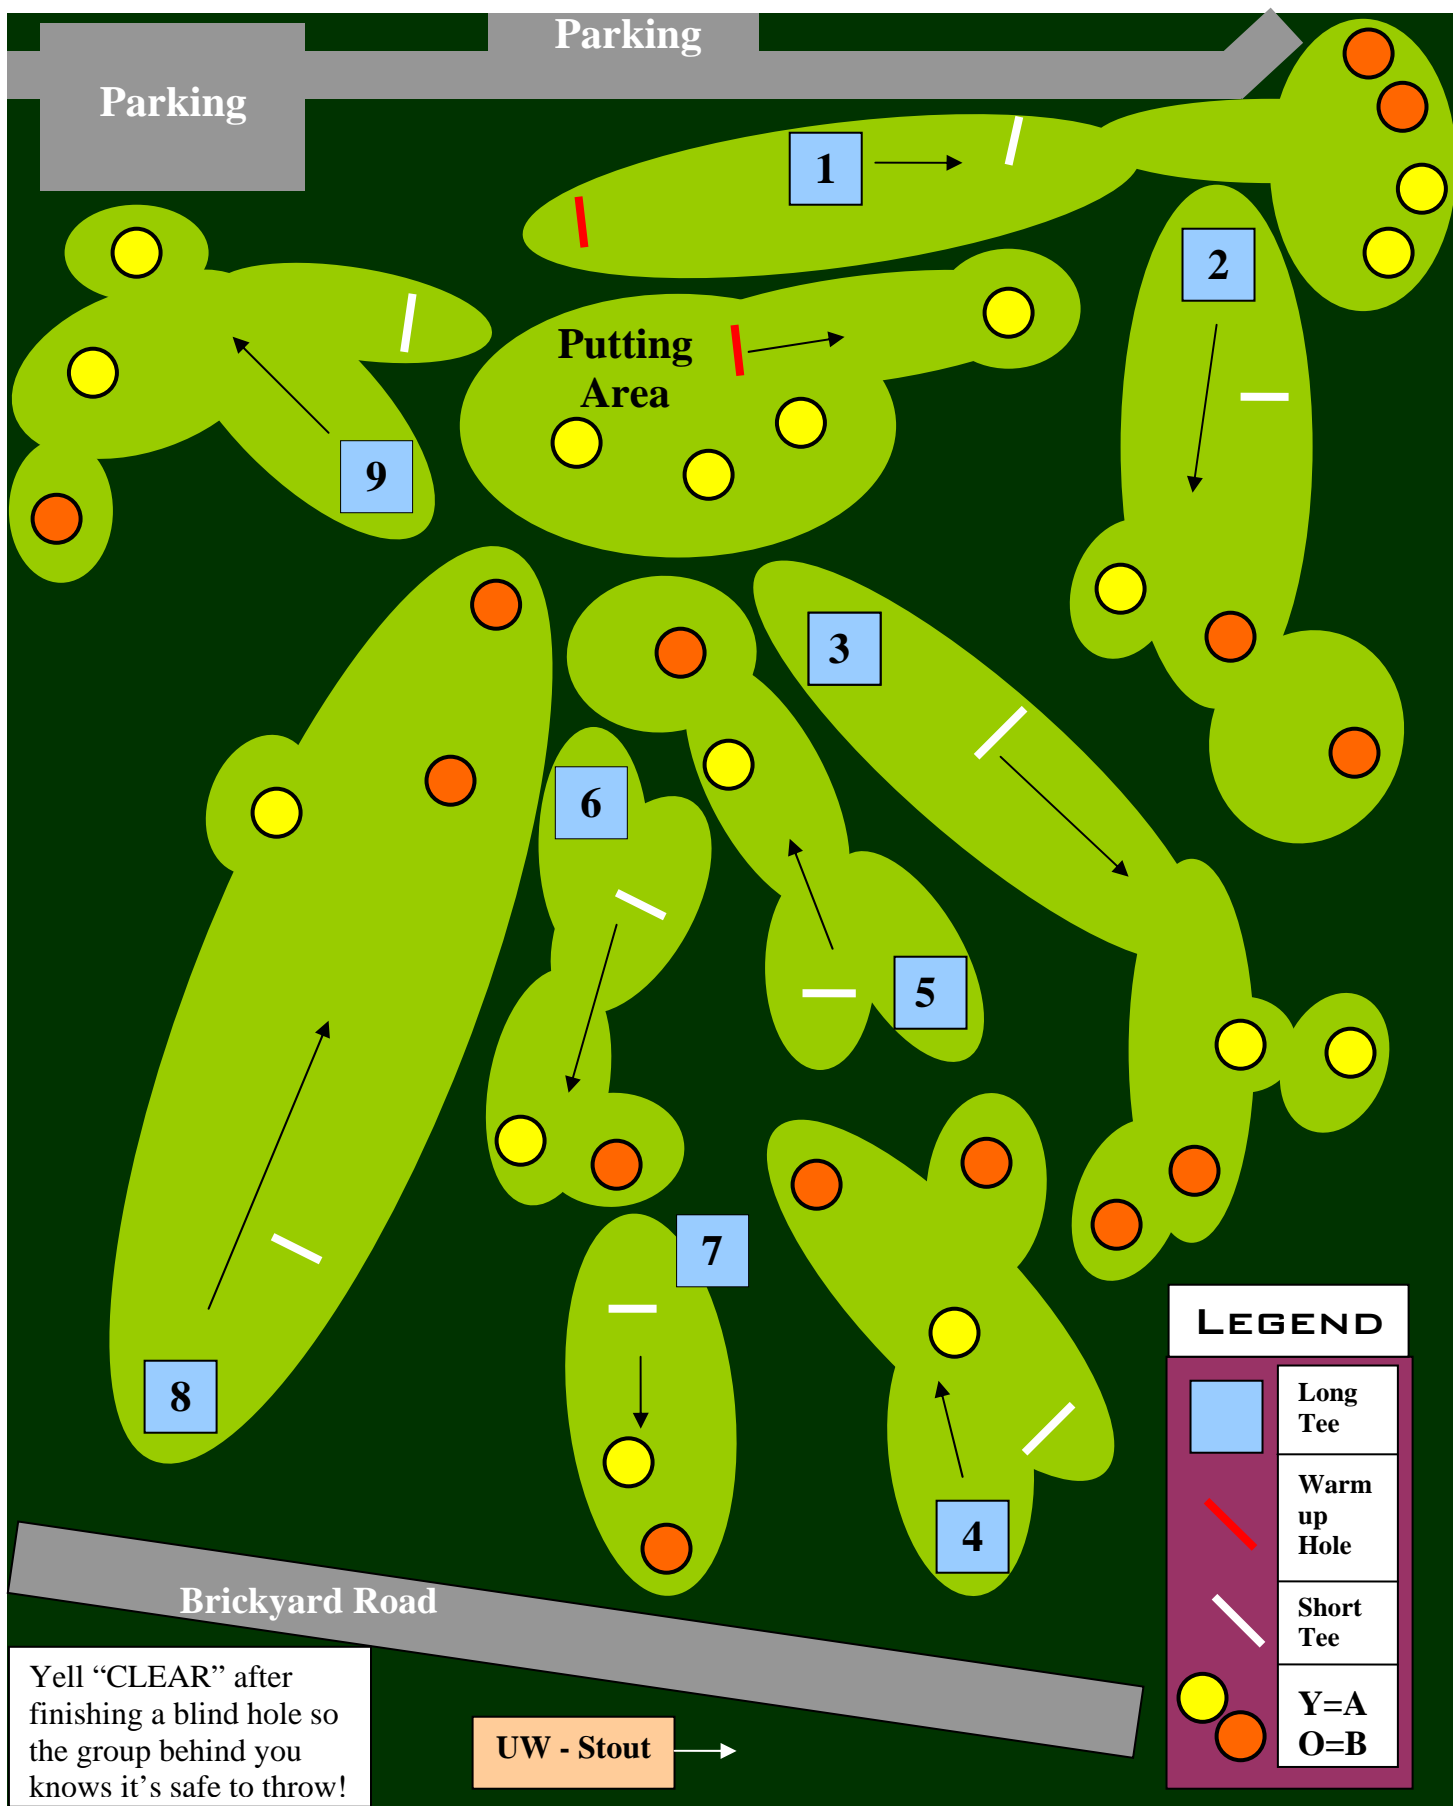 Parking
Parking
1
2
Putting
Area
9
3
6
5
7
8
4
LEGEND
Long
Tee
Warm
up
Hole
Short
Tee
Y=A
O=B
Brickyard Road
Yell “CLEAR” after
finishing a blind hole so
the group behind you
knows it’s safe to throw!
UW - Stout